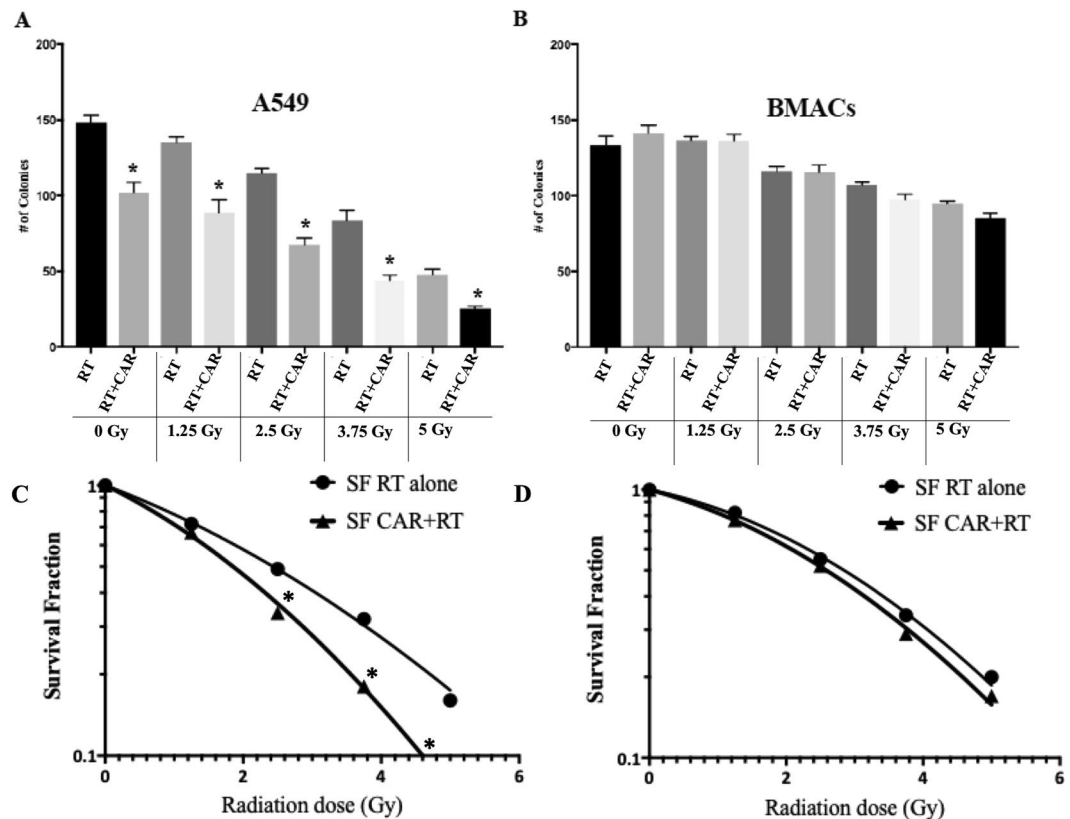 A
B
200
150
100
50
0
# of Colonies
A549
*
*
*
*
*
RT
RT+CAR
RT
RT+CAR
RT
RT+CAR
RT
RT+CAR
RT
RT+CAR
0 Gy
1.25 Gy
2.5 Gy
3.75 Gy
5 Gy
200
150
100
50
0
# of Colonies
BMACs
RT
RT+CAR
RT
RT+CAR
RT
RT+CAR
RT
RT+CAR
RT
RT+CAR
0 Gy
1.25 Gy
2.5 Gy
3.75 Gy
5 Gy
C
SF RT alone
SF CAR+RT
1
0.1
Survival Fraction
*
*
*
0
2
4
6
Radiation dose (Gy)
D
SF RT alone
SF CAR+RT
1
0.1
Survival Fraction
0
2
4
6
Radiation dose (Gy)